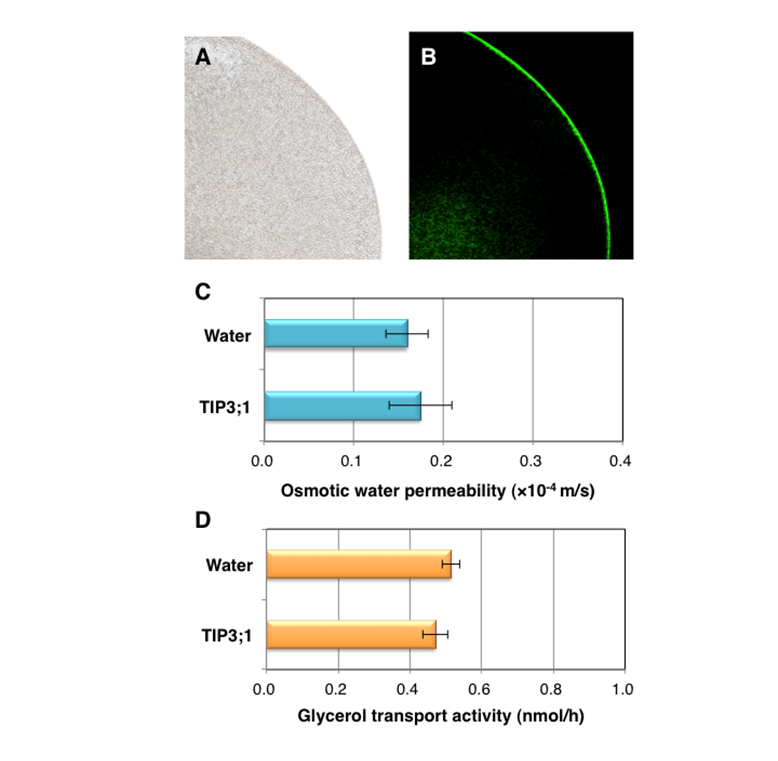 A
B
C
Water
TIP3;1
0.0 0.1 0.2 0.3 0.4
Osmotic water permeability (×10-4 m/s)
D
Water
TIP3;1
0.0 0.2 0.4 0.6 0.8 1.0
Glycerol transport activity (nmol/h)